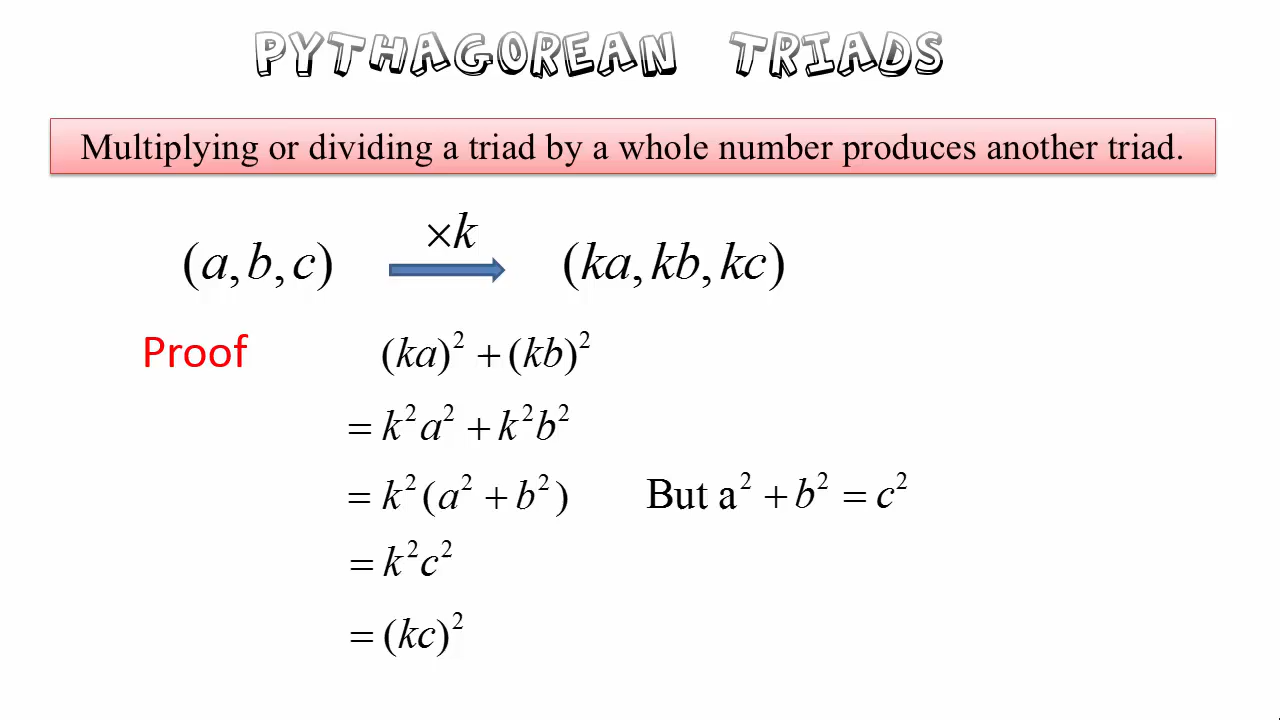 PYTHAGOREAN TRIADS
Multiplying or dividing a triad by a whole number produces another triad.
×k
(a, b, c) (ka, kb, kc)
Proof (ka)² + (kb)²
= k²a² + k²b²
= k²(a² + b²) But a² + b² = c²
= k²c²
= (kc)²